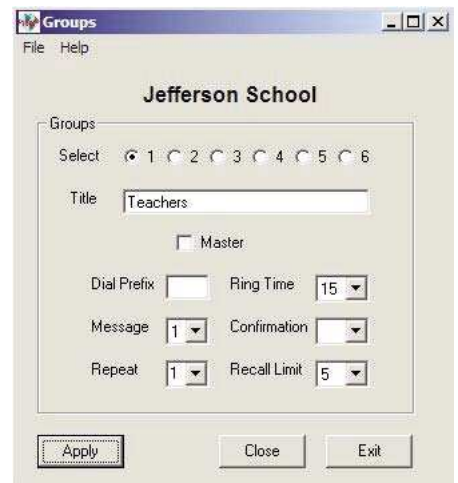 Groups
File Help
Jefferson School
Groups
Select 1 2 3 4 5 6
Title Teachers
Master
Dial Prefix Ring Time 15
Message 1 Confirmation
Repeat 1 Recall Limit 5
Apply Close Exit